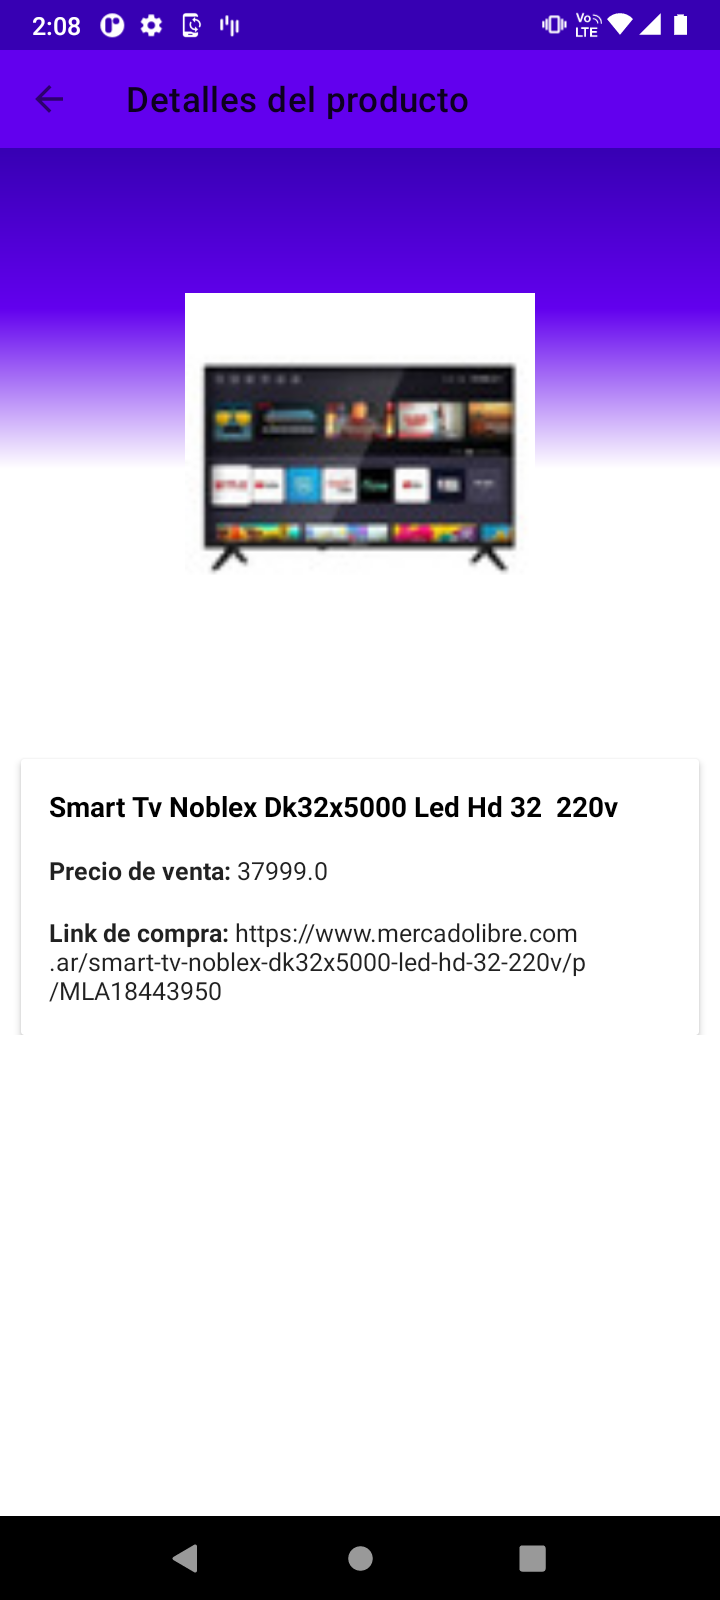 2:08
Vo
LTE
Detalles del producto
Smart Tv Noblex Dk32x5000 Led Hd 32  220v
Precio de venta: 37999.0
Link de compra: https://www.mercadolibre.com
.ar/smart-tv-noblex-dk32x5000-led-hd-32-220v/p
/MLA18443950